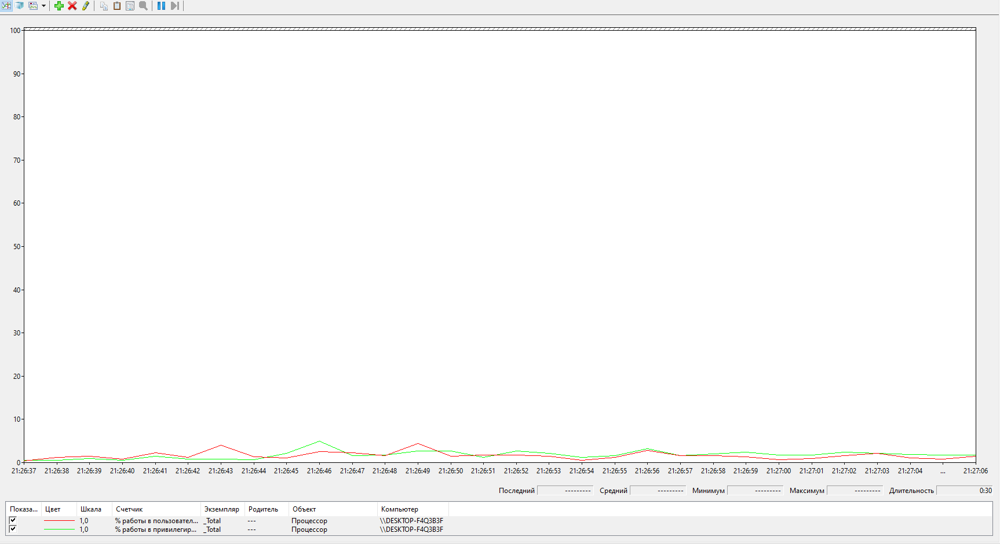 100
90
80
70
60
50
40
30
20
10
0
21:26:37 21:26:38 21:26:39 21:26:40 21:26:41 21:26:42 21:26:43 21:26:44 21:26:45 21:26:46 21:26:47 21:26:48 21:26:49 21:26:50 21:26:51 21:26:52 21:26:53 21:26:54 21:26:55 21:26:56 21:26:57 21:26:58 21:26:59 21:27:00 21:27:01 21:27:02 21:27:03 21:27:04 ... 21:27:06
Последний --------- Средний --------- Минимум --------- Максимум --------- Длительность 0:30
Показа... Цвет Шкала Счетчик Экземпляр Родитель Объект Компьютер
1,0 % работы в пользовател... _Total --- Процессор \\DESKTOP-F4Q3B3F
1,0 % работы в привилегир... _Total --- Процессор \\DESKTOP-F4Q3B3F